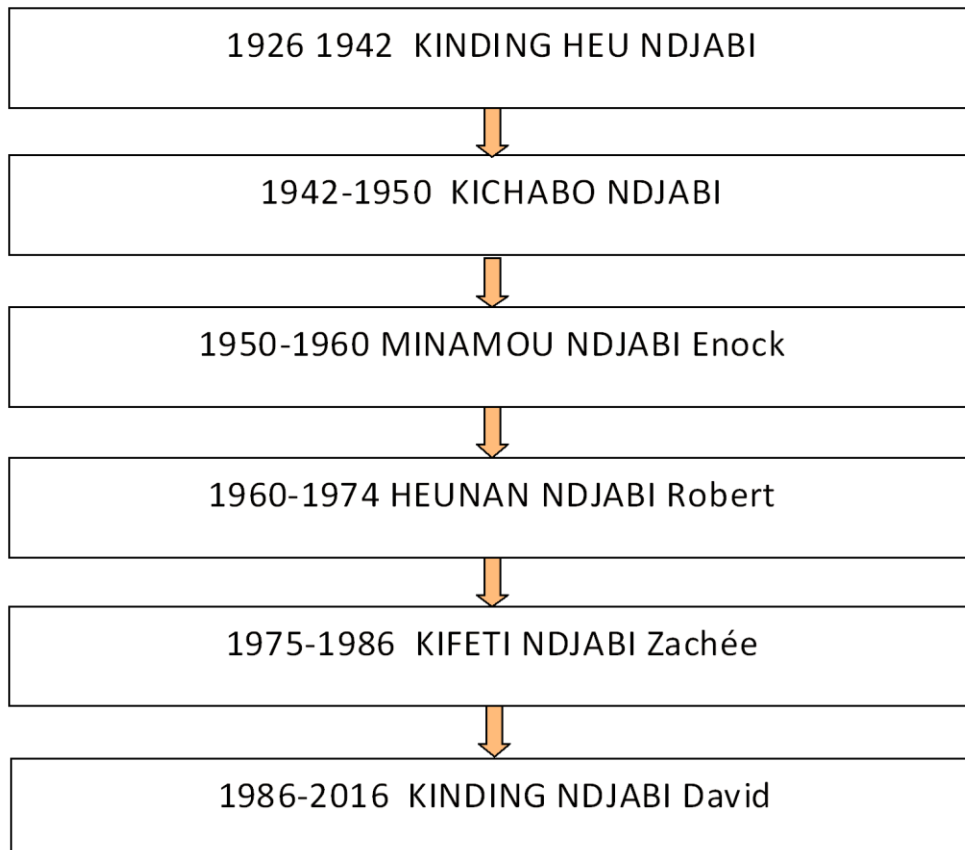 1926 1942  KINDING HEU NDJABI
1942-1950  KICHABO NDJABI
1950-1960 MINAMOU NDJABI Enock
1960-1974 HEUNAN NDJABI Robert
1975-1986  KIFETI NDJABI Zachée
1986-2016  KINDING NDJABI David